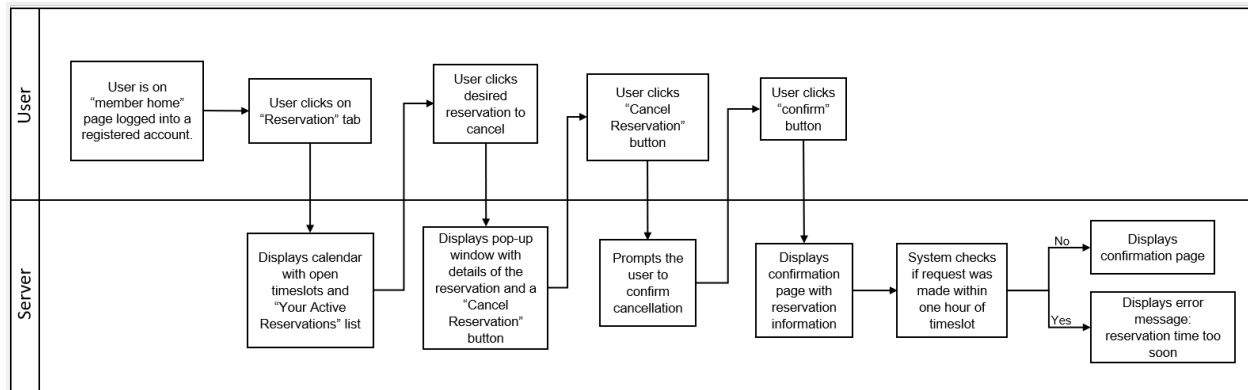 User
User is on
“member home”
page logged into a
registered account.
User clicks on
“Reservation” tab
User clicks
desired
reservation to
cancel
User clicks
“Cancel
Reservation”
button
User clicks
“confirm”
button
Server
Displays calendar
with open
timeslots and
“Your Active
Reservations” list
Displays pop-up
window with
details of the
reservation and a
“Cancel
Reservation”
button
Prompts the
user to
confirm
cancellation
Displays
confirmation
page with
reservation
information
System checks
if request was
made within
one hour of
timeslot
No
Displays
confirmation page
Yes
Displays error
message:
reservation time too
soon